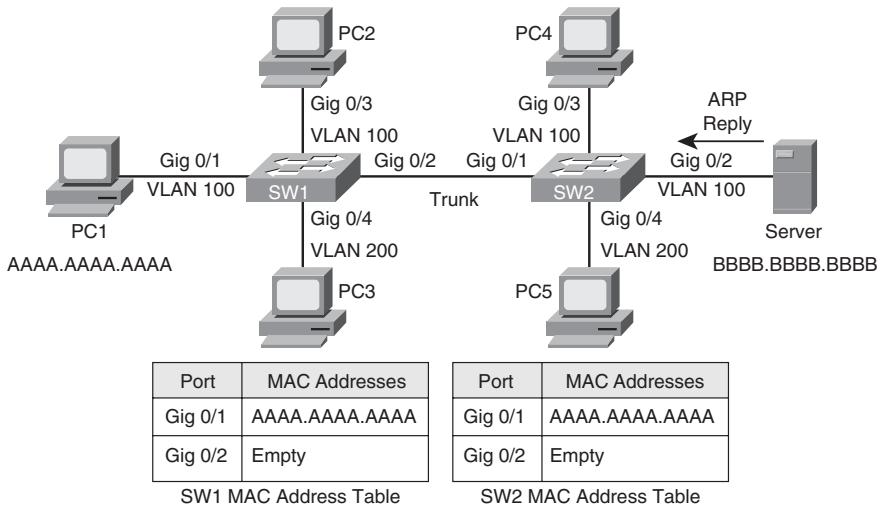 PC2
PC4
Gig 0/3
VLAN 100
Gig 0/3
VLAN 100
ARP
Reply
Gig 0/1
VLAN 100
Gig 0/2
Gig 0/1
Trunk
Gig 0/2
VLAN 100
SW1
SW2
PC1
AAAA.AAAA.AAAA
Gig 0/4
VLAN 200
Gig 0/4
VLAN 200
Server
BBBB.BBBB.BBBB
PC3
PC5
Port MAC Addresses
Gig 0/1 AAAA.AAAA.AAAA
Gig 0/2 Empty
SW1 MAC Address Table
Port MAC Addresses
Gig 0/1 AAAA.AAAA.AAAA
Gig 0/2 Empty
SW2 MAC Address Table